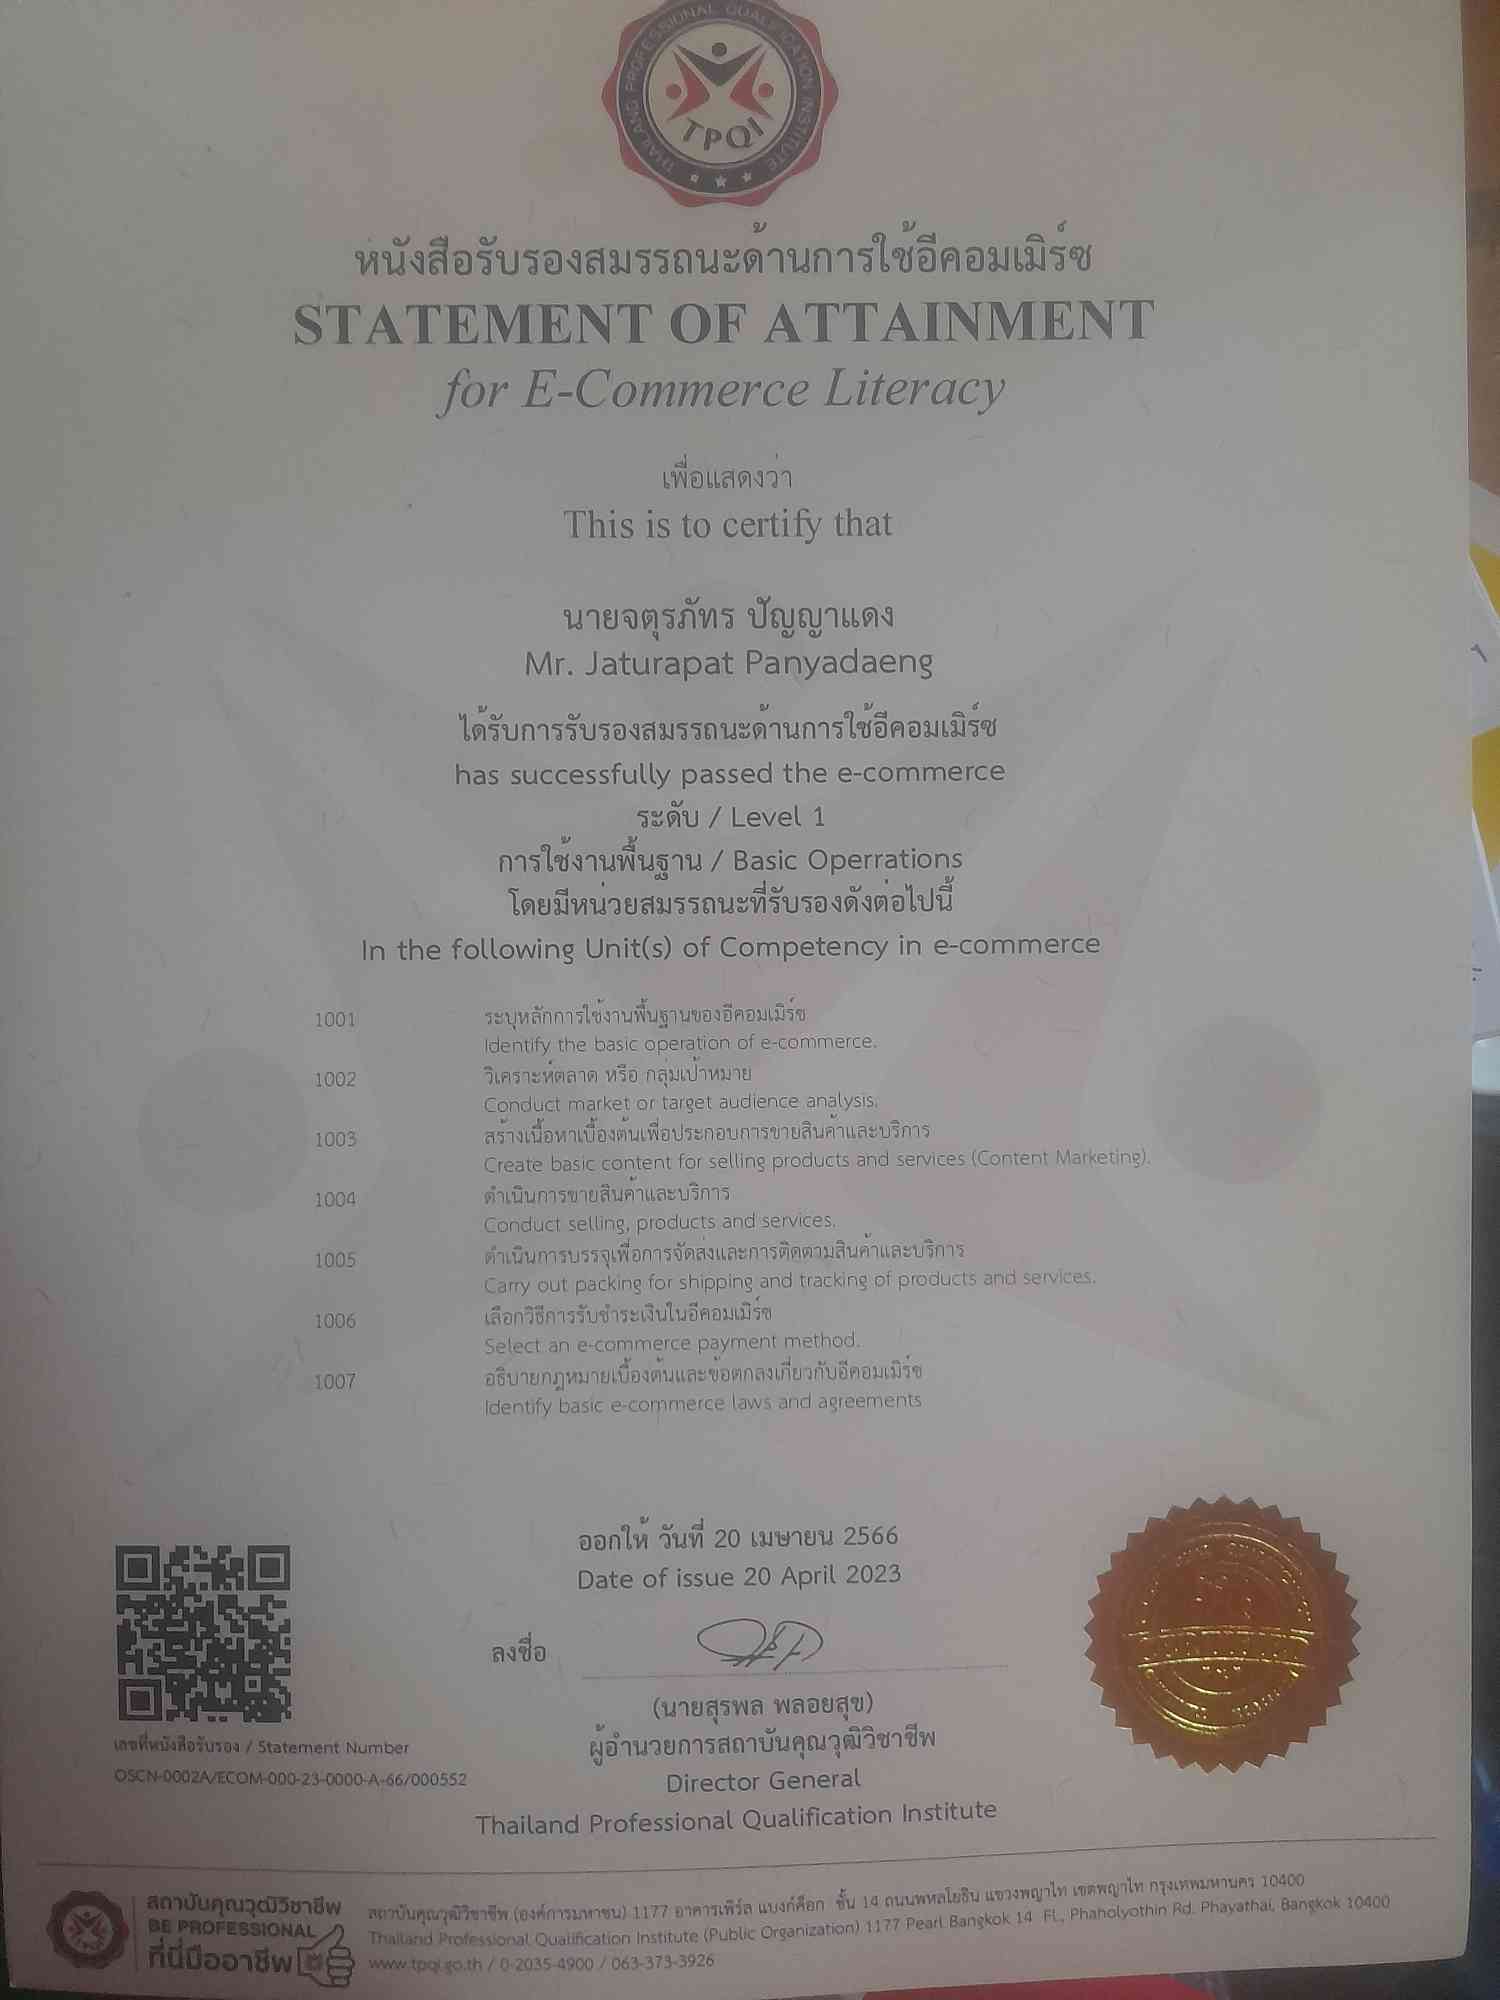 THAILAND PROFESSIONAL QUALIFICATION INSTITUTE
TPQI
หนังสือรับรองสมรรถนะด้านการใช้อีคอมเมิร์ซ
STATEMENT OF ATTAINMENT
for E-Commerce Literacy
เพื่อแสดงว่า
This is to certify that
นายจตุรภัทร ปัญญาแดง
Mr. Jaturapat Panyadaeng
ได้รับการรับรองสมรรถนะด้านการใช้อีคอมเมิร์ซ
has successfully passed the e-commerce
ระดับ / Level 1
การใช้งานพื้นฐาน / Basic Operrations
โดยมีหน่วยสมรรถนะที่รับรองดังต่อไปนี้
In the following Unit(s) of Competency in e-commerce
1001 ระบุหลักการใช้งานพื้นฐานของอีคอมเมิร์ซ
Identify the basic operation of e-commerce.
1002 วิเคราะห์ตลาด หรือ กลุ่มเป้าหมาย
Conduct market or target audience analysis.
1003 สร้างเนื้อหาเบื้องต้นเพื่อประกอบการขายสินค้าและบริการ
Create basic content for selling products and services (Content Marketing).
1004 ดำเนินการขายสินค้าและบริการ
Conduct selling, products and services.
1005 ดำเนินการบรรจุเพื่อการจัดส่งและการติดตามสินค้าและบริการ
Carry out packing for shipping and tracking of products and services.
1006 เลือกวิธีการรับชำระเงินในอีคอมเมิร์ซ
Select an e-commerce payment method.
1007 อธิบายกฎหมายเบื้องต้นและข้อตกลงเกี่ยวกับอีคอมเมิร์ซ
Identify basic e-commerce laws and agreements
ออกให้ วันที่ 20 เมษายน 2566
Date of issue 20 April 2023
ลงชื่อ
(นายสุรพล พลอยสุข)
ผู้อำนวยการสถาบันคุณวุฒิวิชาชีพ
Director General
Thailand Professional Qualification Institute
เลขที่หนังสือรับรอง / Statement Number
OSCN-0002A/ECOM-000-23-0000-A-66/000552
สถาบันคุณวุฒิวิชาชีพ
BE PROFESSIONAL
ที่นี่มืออาชีพ
TPQI
สถาบันคุณวุฒิวิชาชีพ (องค์การมหาชน) 1177 อาคารเพิร์ล แบงก์ค็อก ชั้น 14 ถนนพหลโยธิน แขวงพญาไท เขตพญาไท กรุงเทพมหานคร 10400
Thailand Professional Qualification Institute (Public Organization) 1177 Pearl Bangkok 14 Fl., Phaholyothin Rd. Phayathai, Bangkok 10400
www.tpqi.go.th / 0-2035-4900 / 063-373-3926